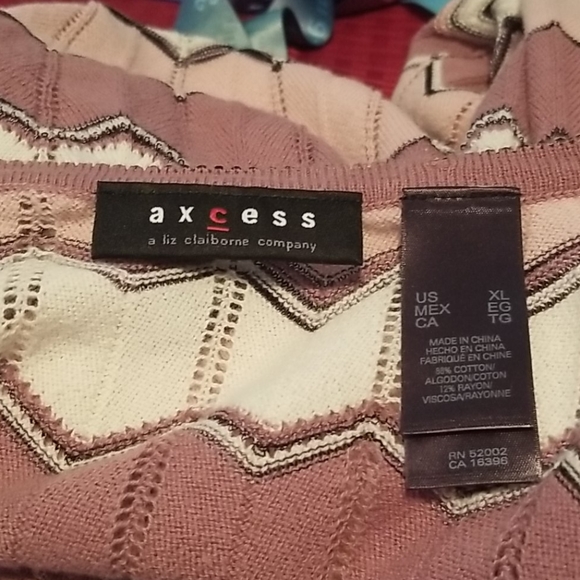 axcess
a liz claiborne company
US XL
MEX EG
CA TG
MADE IN CHINA
HECHO EN CHINA
FABRIQUÉ EN CHINE
88% COTTON/
ALGODON/COTON
12% RAYON/
VISCOSA/RAYONNE
RN 52002
CA 16396